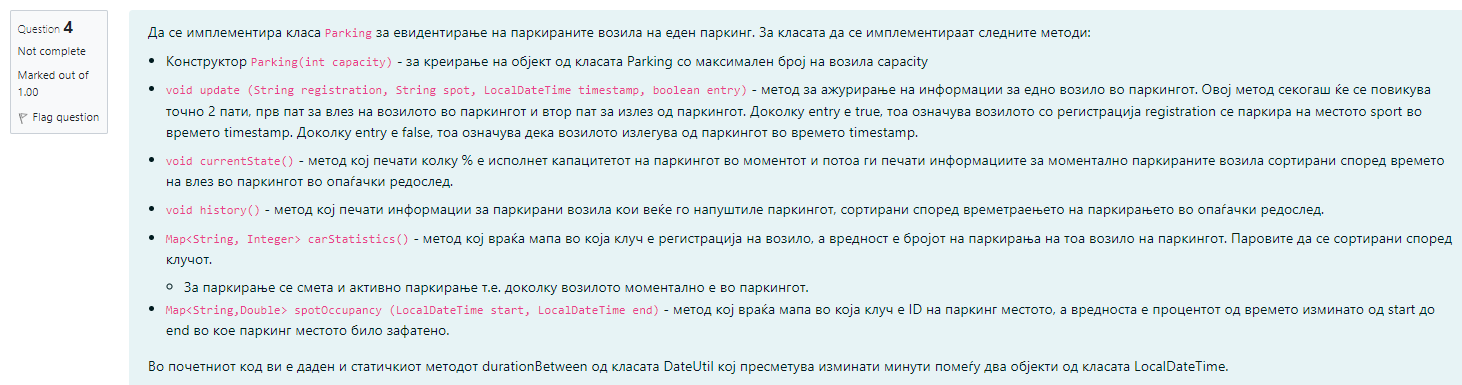 Question 4
Not complete
Marked out of
1.00
Flag question
Да се имплементира класа Parking за евидентирање на паркираните возила на еден паркинг. За класата да се имплементираат следните методи:
Конструктор Parking(int capacity) - за креирање на објект од класата Parking со максимален број на возила capacity
void update (String registration, String spot, LocalDateTime timestamp, boolean entry) - метод за ажурирање на информации за едно возило во паркингот. Овој метод секогаш ќе се повикува
точно 2 пати, прв пат за влез на возилото во паркингот и втор пат за излез од паркингот. Доколку entry е true, тоа означува возилото со регистрација registration се паркира на местото sport во
времето timestamp. Доколку entry е false, тоа означува дека возилото излегува од паркингот во времето timestamp.
void currentState() - метод кој печати колку % е исполнет капацитетот на паркингот во моментот и потоа ги печати информациите за моментално паркираните возила сортирани според времето
на влез во паркингот во опаѓачки редослед.
void history() - метод кој печати информации за паркирани возила кои веќе го напуштиле паркингот, сортирани според времетраењето на паркирањето во опаѓачки редослед.
Map<String, Integer> carStatistics() - метод кој враќа мапа во која клуч е регистрација на возило, а вредност е бројот на паркирања на тоа возило на паркингот. Паровите да се сортирани според
клучот.
За паркирање се смета и активно паркирање т.е. доколку возилото моментално е во паркингот.
Map<String,Double> spotOccupancy (LocalDateTime start, LocalDateTime end) - метод кој враќа мапа во која клуч е ID на паркинг местото, а вредноста е процентот од времето изминато од start до
end во кое паркинг местото било зафатено.
Во почетниот код ви е даден и статичкиот методот durationBetween од класата DateUtil кој пресметува изминати минути помеѓу два објекти од класата LocalDateTime.